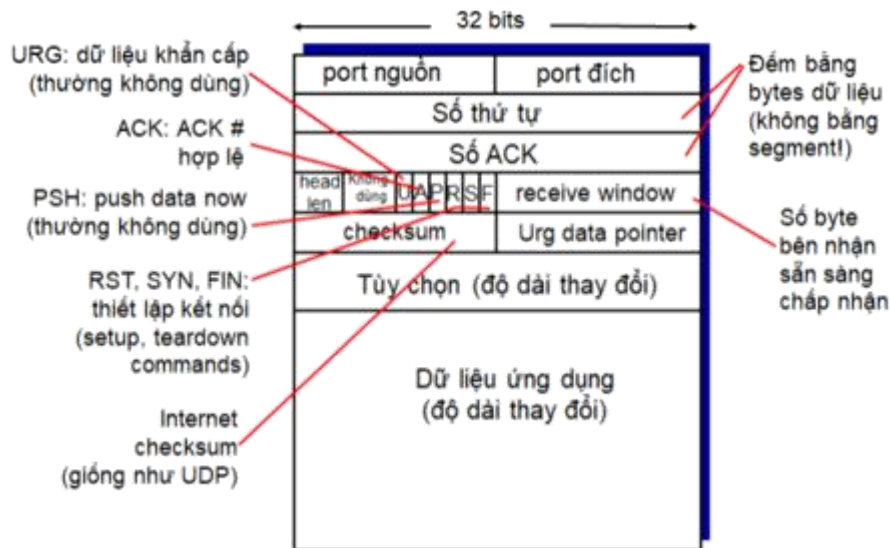 32 bits
URG: dữ liệu khẩn cấp
(thường không dùng)
ACK: ACK #
hợp lệ
PSH: push data now
(thường không dùng)
RST, SYN, FIN:
thiết lập kết nối
(setup, teardown
commands)
Internet
checksum
(giống như UDP)
port nguồn
port đích
Số thứ tự
Số ACK
head
len
Không
dùng
U A P R S F
receive window
checksum
Urg data pointer
Tùy chọn (độ dài thay đổi)
Dữ liệu ứng dụng
(độ dài thay đổi)
Đếm bằng
bytes dữ liệu
(không bằng
segment!)
Số byte
bên nhận
sẵn sàng
chấp nhận